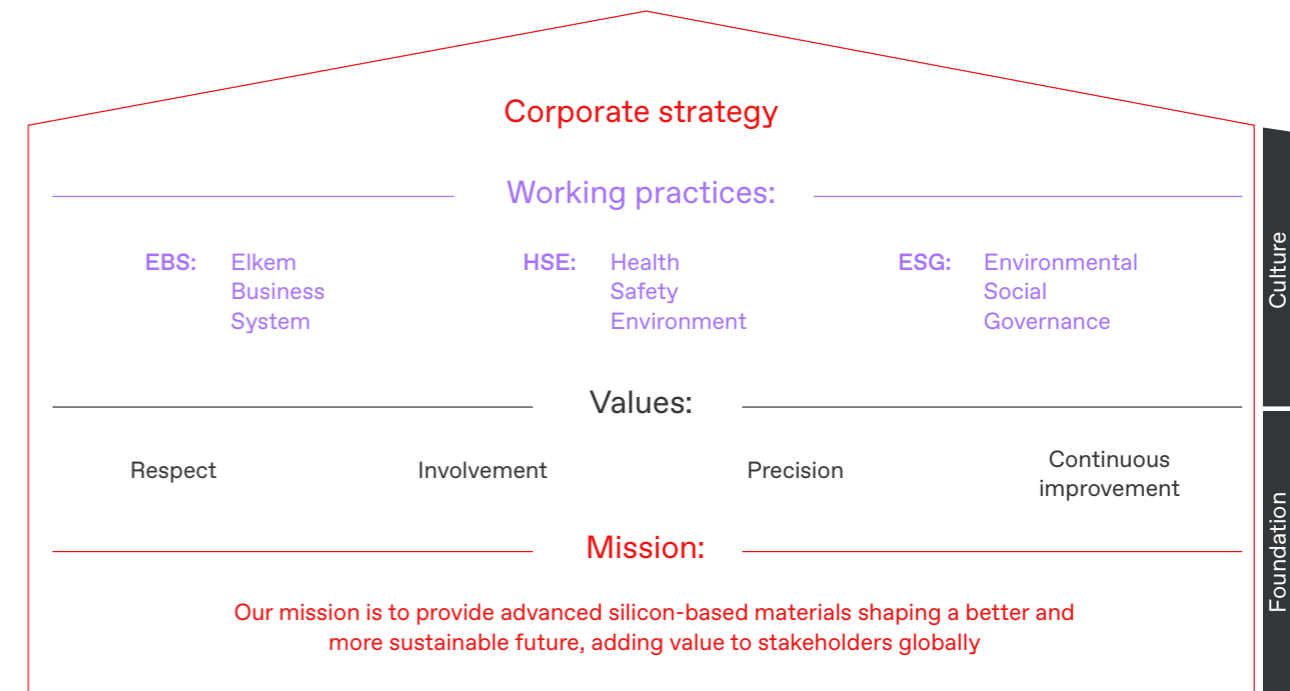 Corporate strategy
Working practices:
EBS: Elkem
Business
System
HSE: Health
Safety
Environment
ESG: Environmental
Social
Governance
Values:
Respect
Involvement
Precision
Continuous
improvement
Mission:
Our mission is to provide advanced silicon-based materials shaping a better and
more sustainable future, adding value to stakeholders globally
Culture
Foundation